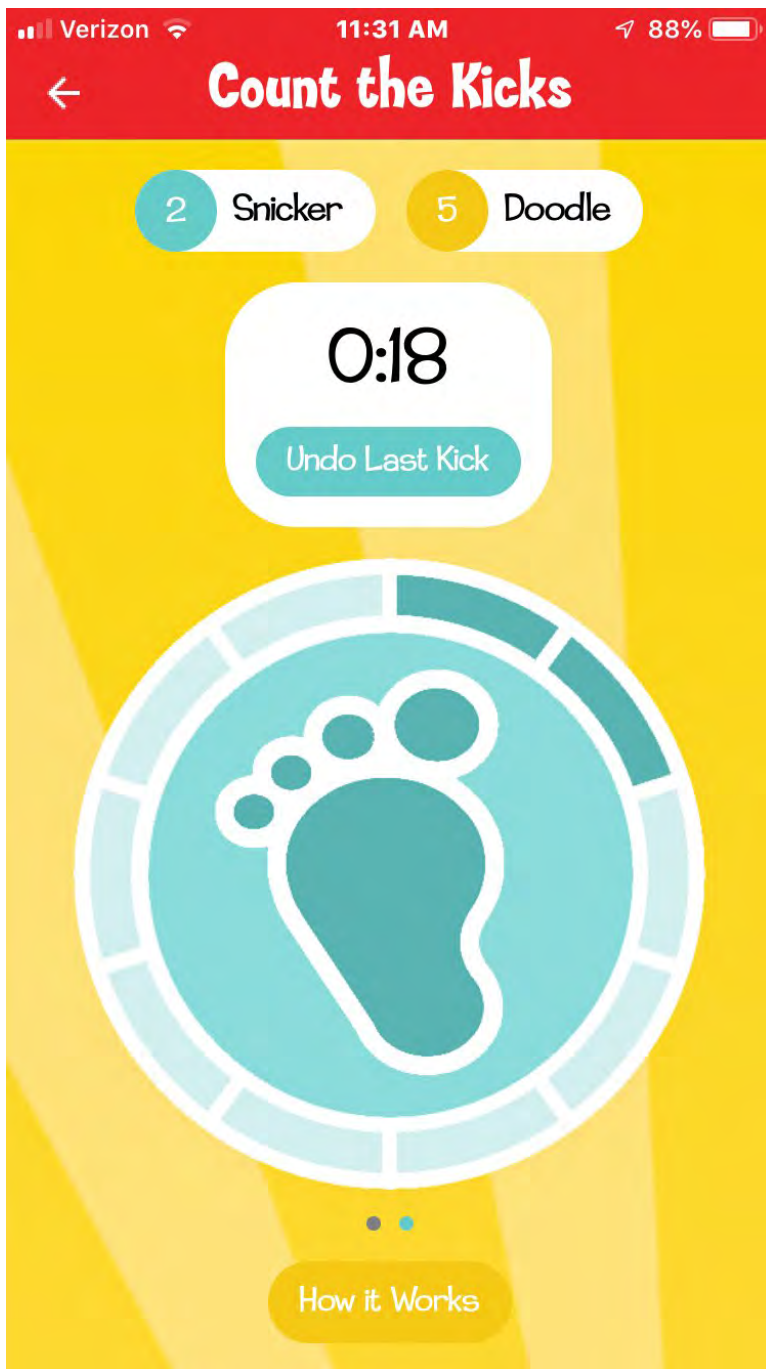 Verizon 11:31 AM 88%
Count the Kicks
2 Snicker 5 Doodle
0:18
Undo Last Kick
How it Works